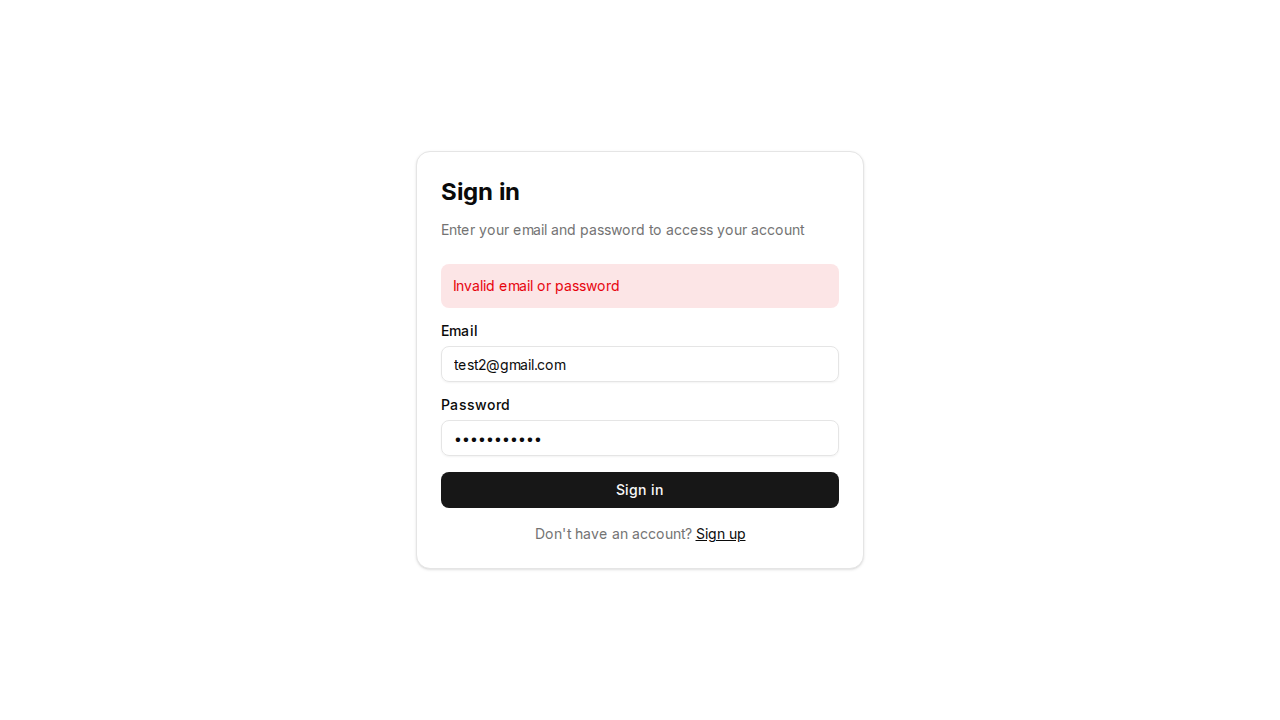 Sign in
Enter your email and password to access your account
Invalid email or password
Email
test2@gmail.com
Password
•••••••••••
Sign in
Don't have an account? Sign up